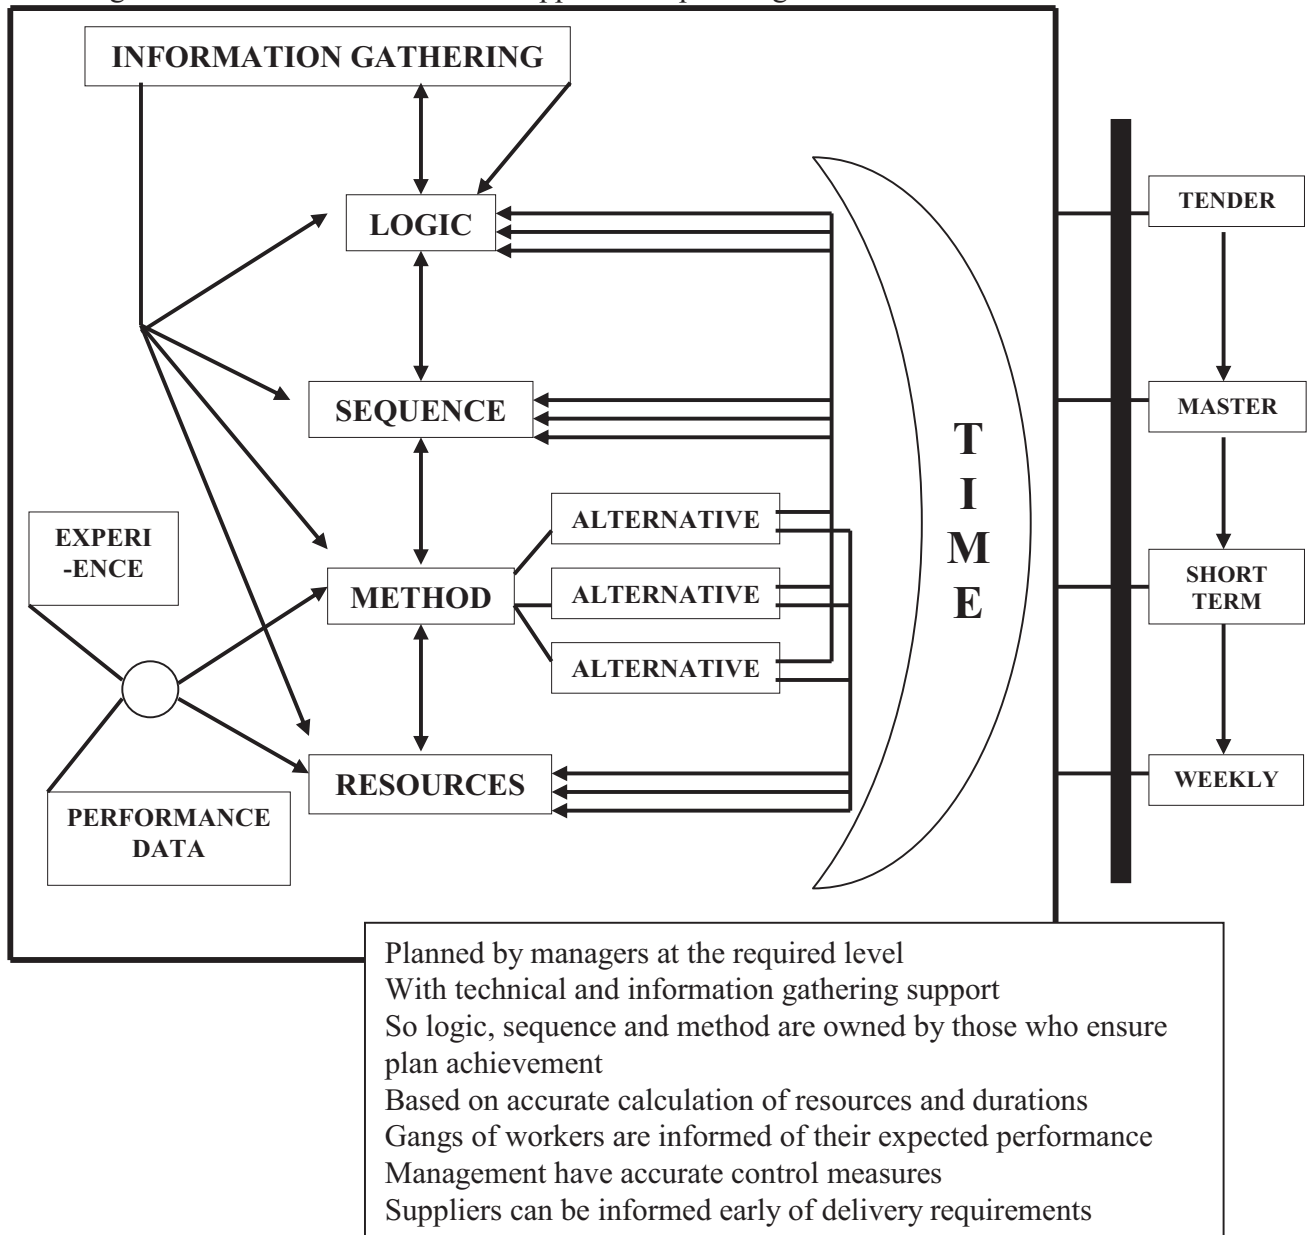 INFORMATION GATHERING
LOGIC
SEQUENCE
EXPERI
-ENCE
METHOD
ALTERNATIVE
ALTERNATIVE
ALTERNATIVE
RESOURCES
PERFORMANCE
DATA
T
I
M
E
TENDER
MASTER
SHORT
TERM
WEEKLY
Planned by managers at the required level
With technical and information gathering support
So logic, sequence and method are owned by those who ensure
plan achievement
Based on accurate calculation of resources and durations
Gangs of workers are informed of their expected performance
Management have accurate control measures
Suppliers can be informed early of delivery requirements